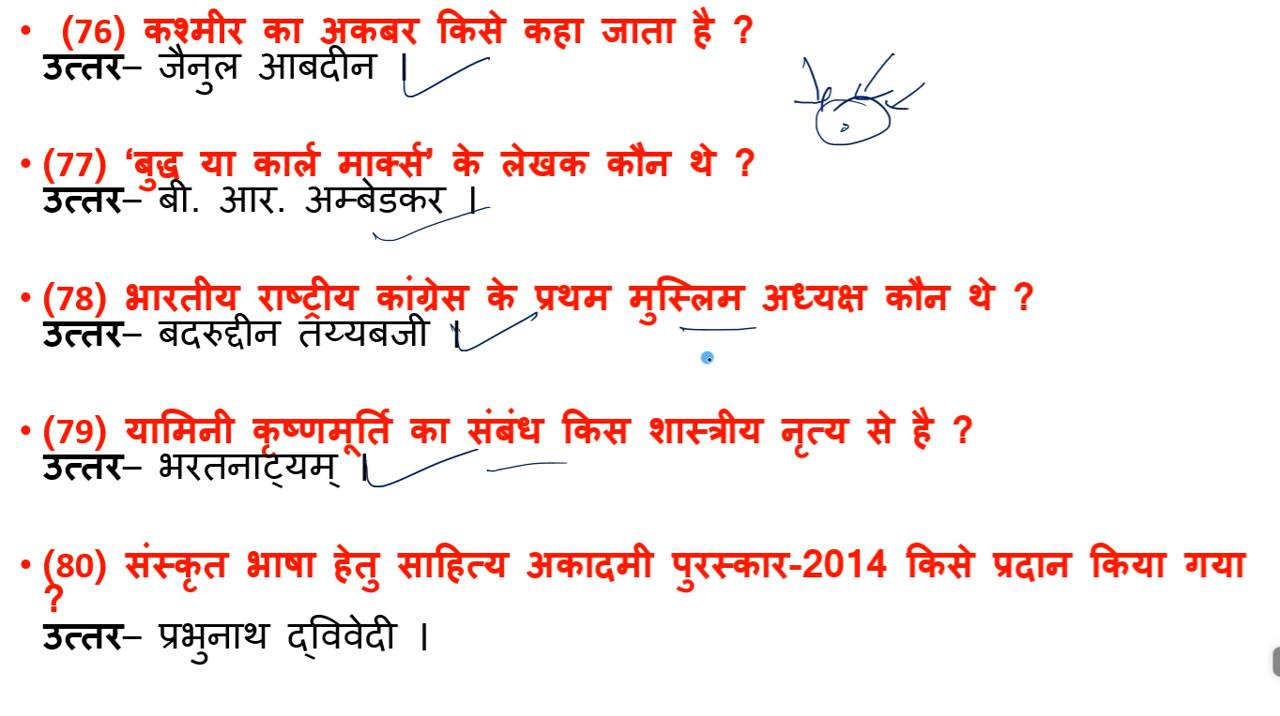 • (76) कश्मीर का अकबर किसे कहा जाता है ?
उत्तर– जैनुल आबदीन ।
• (77) ‘बुद्ध या कार्ल मार्क्स’ के लेखक कौन थे ?
उत्तर– बी. आर. अम्बेडकर ।
• (78) भारतीय राष्ट्रीय कांग्रेस के प्रथम मुस्लिम अध्यक्ष कौन थे ?
उत्तर– बदरुद्दीन तय्यबजी ।
• (79) यामिनी कृष्णमूर्ति का संबंध किस शास्त्रीय नृत्य से है ?
उत्तर– भरतनाट्यम् ।
• (80) संस्कृत भाषा हेतु साहित्य अकादमी पुरस्कार-2014 किसे प्रदान किया गया
?
उत्तर– प्रभुनाथ द्विवेदी ।